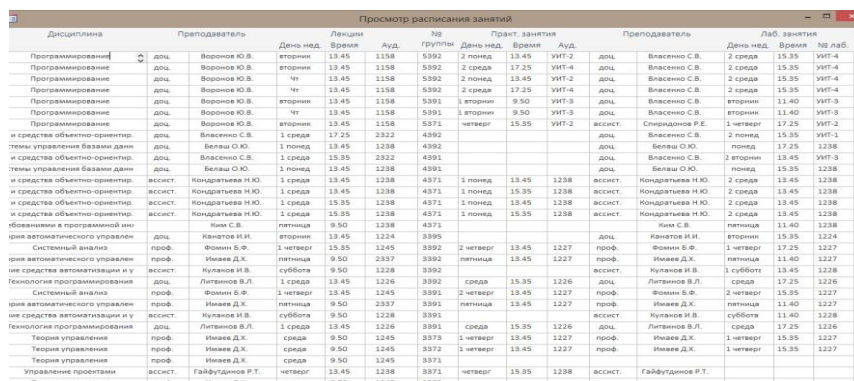 Просмотр расписания занятий
Дисциплина Преподаватель Лекции № Практ. занятия Преподаватель Лаб. занятия
День нед. Время Ауд. группы День нед. Время Ауд. День нед. Время № лаб.
Программирование доц. Воронов Ю.В. вторник 13.45 1158 5392 2 понед 13.45 УИТ-2 доц. Власенко С.В. 2 среда 15.35 УИТ-4
Программирование доц. Воронов Ю.В. вторник 13.45 1158 5392 2 среда 17.25 УИТ-4 доц. Власенко С.В. 2 среда 15.35 УИТ-4
Программирование доц. Воронов Ю.В. Чт 13.45 1158 5392 2 понед 13.45 УИТ-2 доц. Власенко С.В. 2 среда 15.35 УИТ-4
Программирование доц. Воронов Ю.В. Чт 13.45 1158 5392 2 среда 17.25 УИТ-4 доц. Власенко С.В. 2 среда 15.35 УИТ-4
Программирование доц. Воронов Ю.В. вторник 13.45 1158 5391 1 вторник 9.50 УИТ-3 доц. Власенко С.В. вторник 11.40 УИТ-3
Программирование доц. Воронов Ю.В. Чт 13.45 1158 5391 1 вторник 9.50 УИТ-3 доц. Власенко С.В. вторник 11.40 УИТ-3
Программирование доц. Воронов Ю.В. вторник 13.45 1158 5371 четверг 15.35 УИТ-2 ассист. Спиридонов Р.Е. 1 четверг 17.25 УИТ-2
и средства объектно-ориентир. доц. Власенко С.В. 1 среда 17.25 2322 4392 доц. Власенко С.В. 2 понед 15.35 УИТ-1
темы управления базами данн доц. Белаш О.Ю. 1 понед 13.45 1238 4392 доц. Белаш О.Ю. понед 17.25 1238
и средства объектно-ориентир. доц. Власенко С.В. 1 среда 15.35 2322 4391 доц. Власенко С.В. 2 вторник 13.45 УИТ-3
темы управления базами данн доц. Белаш О.Ю. 1 понед 13.45 1238 4391 доц. Белаш О.Ю. понед 15.35 1238
и средства объектно-ориентир. ассист. Кондратьева Н.Ю. 1 среда 13.45 1238 4371 1 понед 13.45 1238 ассист. Кондратьева Н.Ю. 2 среда 13.45 1238
и средства объектно-ориентир. ассист. Кондратьева Н.Ю. 1 среда 13.45 1238 4371 1 понед 15.35 1238 ассист. Кондратьева Н.Ю. 2 среда 13.45 1238
и средства объектно-ориентир. ассист. Кондратьева Н.Ю. 1 среда 15.35 1238 4371 1 понед 13.45 1238 ассист. Кондратьева Н.Ю. 2 среда 13.45 1238
и средства объектно-ориентир. ассист. Кондратьева Н.Ю. 1 среда 15.35 1238 4371 1 понед 15.35 1238 ассист. Кондратьева Н.Ю. 2 среда 13.45 1238
ебованиями в программной инж Ким С.В. пятница 9.50 1238 4371 Ким С.В. пятница 11.40 1238
ория автоматического управлен доц. Канатов И.И. вторник 13.45 1224 3395 доц. Канатов И.И. вторник 15.35 1224
Системный анализ проф. Фомин Б.Ф. 1 четверг 15.35 1245 3392 2 четверг 13.45 1227 проф. Фомин Б.Ф. 1 четверг 17.25 1227
ория автоматического управлен проф. Имаев Д.Х. пятница 9.50 2337 3392 пятница 13.45 1227 проф. Имаев Д.Х. пятница 11.40 1227
ие средства автоматизации и у ассист. Кулаков И.В. суббота 9.50 1228 3392 ассист. Кулаков И.В. 1 суббота 13.45 1228
Технология программирования доц. Литвинов В.Л. 1 среда 13.45 1226 3392 среда 15.35 1226 доц. Литвинов В.Л. среда 17.25 1226
Системный анализ проф. Фомин Б.Ф. 1 четверг 13.45 1245 3391 2 четверг 13.45 1227 проф. Фомин Б.Ф. 2 четверг 15.35 1227
ория автоматического управлен проф. Имаев Д.Х. пятница 9.50 2337 3391 пятница 13.45 1227 проф. Имаев Д.Х. пятница 11.40 1227
ие средства автоматизации и у ассист. Кулаков И.В. суббота 9.50 1228 3391 ассист. Кулаков И.В. суббота 11.40 1228
Технология программирования доц. Литвинов В.Л. 1 среда 13.45 1226 3391 среда 15.35 1226 доц. Литвинов В.Л. среда 17.25 1226
Теория управления проф. Имаев Д.Х. среда 9.50 1245 3373 1 четверг 13.45 1227 проф. Имаев Д.Х. 1 четверг 15.35 1227
Теория управления проф. Имаев Д.Х. среда 9.50 1245 3372 1 четверг 13.45 1227 проф. Имаев Д.Х. 1 четверг 15.35 1227
Теория управления проф. Имаев Д.Х. среда 9.50 1245 3371
Управление проектами ассист. Гайфутдинов Р.Т. четверг 13.45 1238 3371 четверг 15.35 1238 ассист. Гайфутдинов Р.Т.